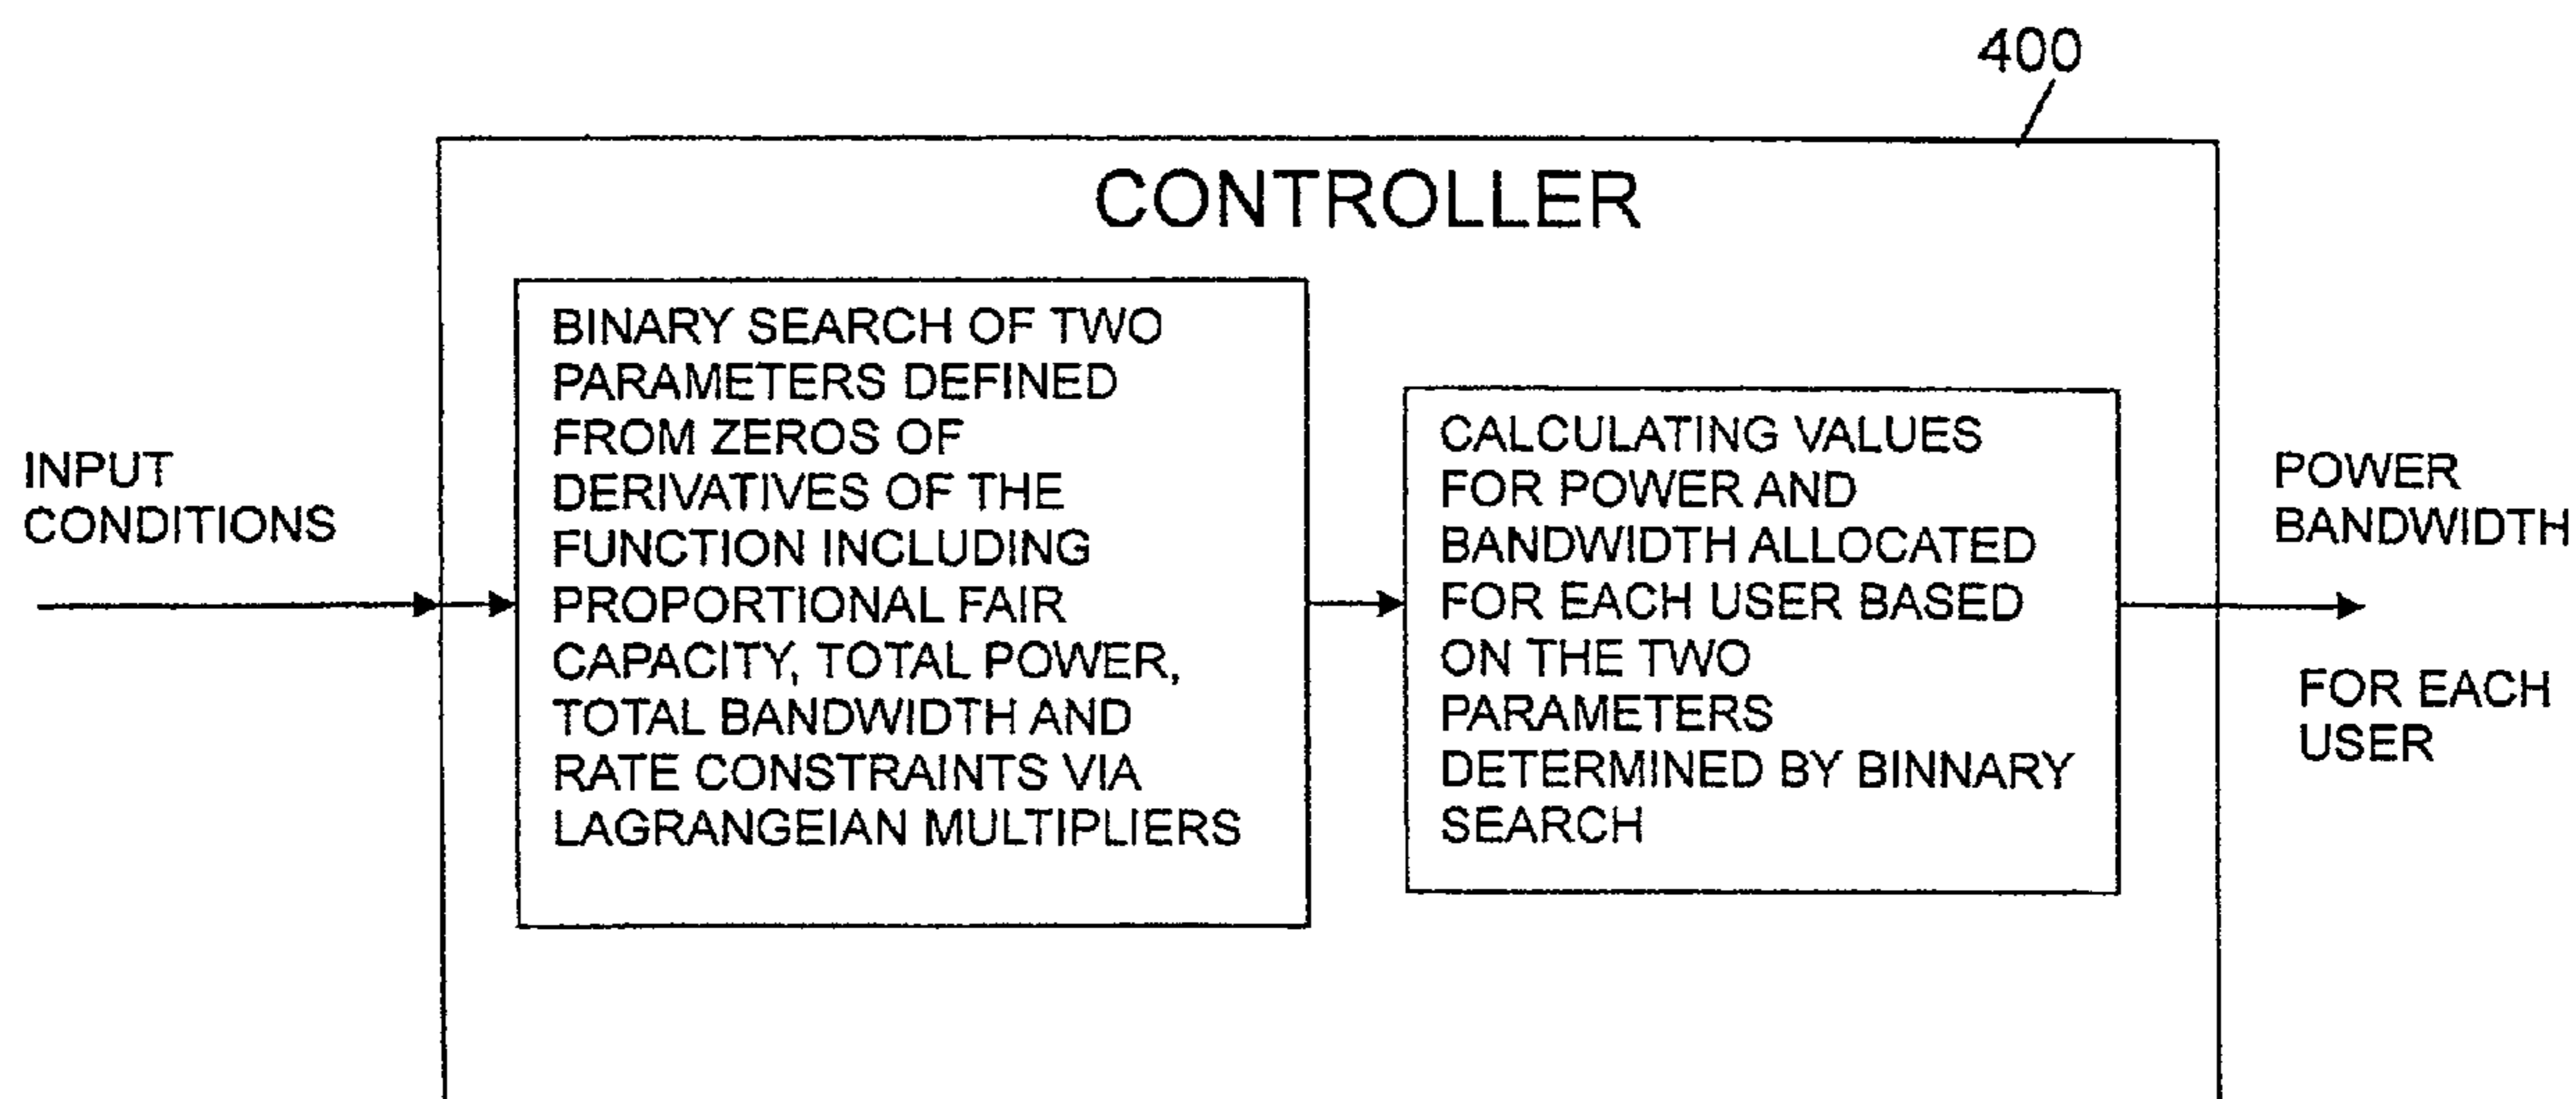 400
CONTROLLER
INPUT
CONDITIONS
BINARY SEARCH OF TWO
PARAMETERS DEFINED
FROM ZEROS OF
DERIVATIVES OF THE
FUNCTION INCLUDING
PROPORTIONAL FAIR
CAPACITY, TOTAL POWER,
TOTAL BANDWIDTH AND
RATE CONSTRAINTS VIA
LAGRANGEIAN MULTIPLIERS
CALCULATING VALUES
FOR POWER AND
BANDWIDTH ALLOCATED
FOR EACH USER BASED
ON THE TWO
PARAMETERS
DETERMINED BY BINNARY
SEARCH
POWER
BANDWIDTH
FOR EACH
USER